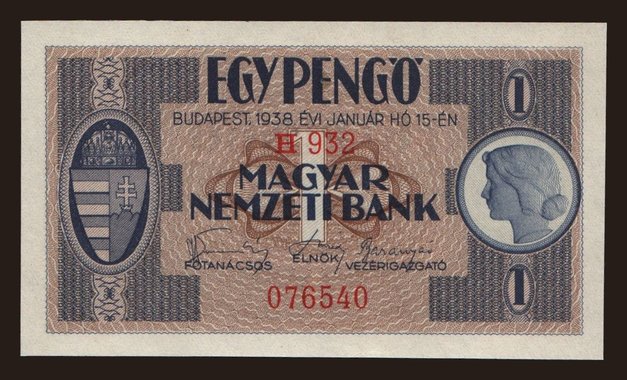 EGY PENGŐ
1
BUDAPEST, 1938. ÉVI JANUÁR HÓ 15-ÉN
H 932
1
MAGYAR
NEMZETI BANK
FŐTANÁCSOS
ELNÖK
VEZÉRIGAZGATÓ
1
076540